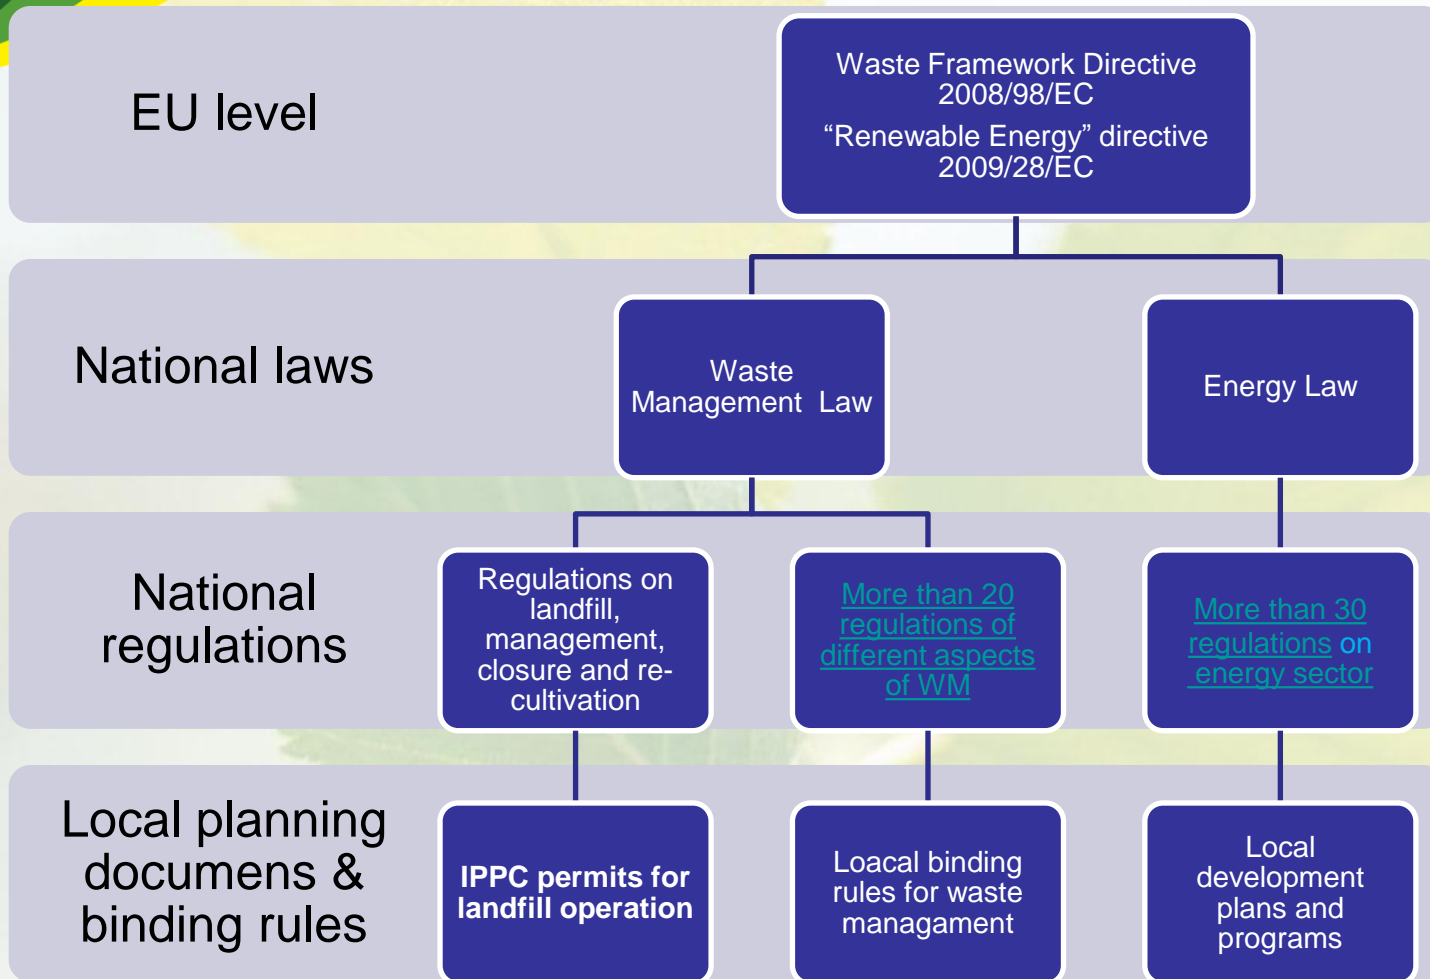 EU level
Waste Framework Directive
2008/98/EC
“Renewable Energy” directive
2009/28/EC
National laws
Waste
Management Law
Energy Law
National
regulations
Regulations on
landfill,
management,
closure and re-
cultivation
More than 20
regulations of
different aspects
of WM
More than 30
regulations on
energy sector
Local planning
documens &
binding rules
IPPC permits for
landfill operation
Loacal binding
rules for waste
managament
Local
development
plans and
programs